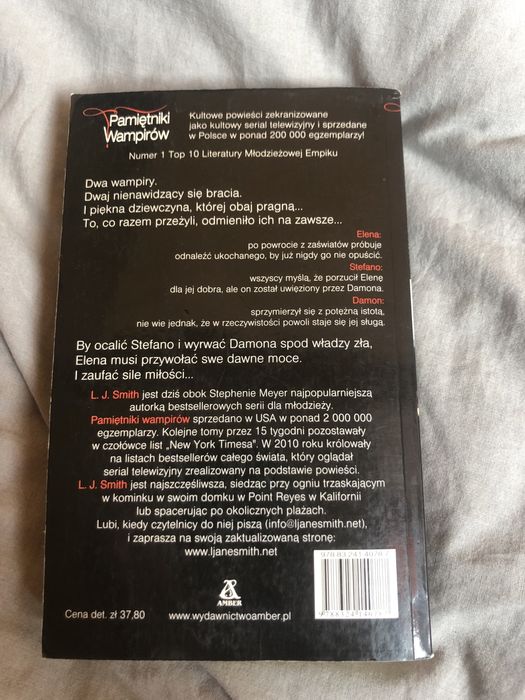 Pamiętniki
Wampirów
Kultowe powieści zekranizowane
jako kultowy serial telewizyjny i sprzedane
w Polsce w ponad 200 000 egzemplarzy!
Numer 1 Top 10 Literatury Młodzieżowej Empiku
Dwa wampiry.
Dwaj nienawidzący się bracia.
I piękna dziewczyna, której obaj pragną...
To, co razem przeżyli, odmieniło ich na zawsze...
Elena:
po powrocie z zaświatów próbuje
odnaleźć ukochanego, by już nigdy go nie opuścić.
Stefano:
wszyscy myślą, że porzucił Elenę
dla jej dobra, ale on został uwięziony przez Damona.
Damon:
sprzymierzył się z potężną istotą,
nie wie jednak, że w rzeczywistości powoli staje się jej sługą.
By ocalić Stefano i wyrwać Damona spod władzy zła,
Elena musi przywołać swe dawne moce.
I zaufać sile miłości...
L. J. Smith jest dziś obok Stephenie Meyer najpopularniejszą
autorką bestsellerowych serii dla młodzieży.
Pamiętniki wampirów sprzedano w USA w ponad 2 000 000
egzemplarzy. Kolejne tomy przez 15 tygodni pozostawały
w czołówce list „New York Timesa". W 2010 roku królowały
na listach bestsellerów całego świata, który oglądał
serial telewizyjny zrealizowany na podstawie powieści.
L. J. Smith jest najszczęśliwsza, siedząc przy ogniu trzaskającym
w kominku w swoim domku w Point Reyes w Kalifornii
lub spacerując po okolicznych plażach.
Lubi, kiedy czytelnicy do niej piszą (info@ljanesmith.net),
i zaprasza na swoją zaktualizowaną stronę:
www.ljanesmith.net
AMBER
Cena det. zł 37,80
www.wydawnictwoamber.pl